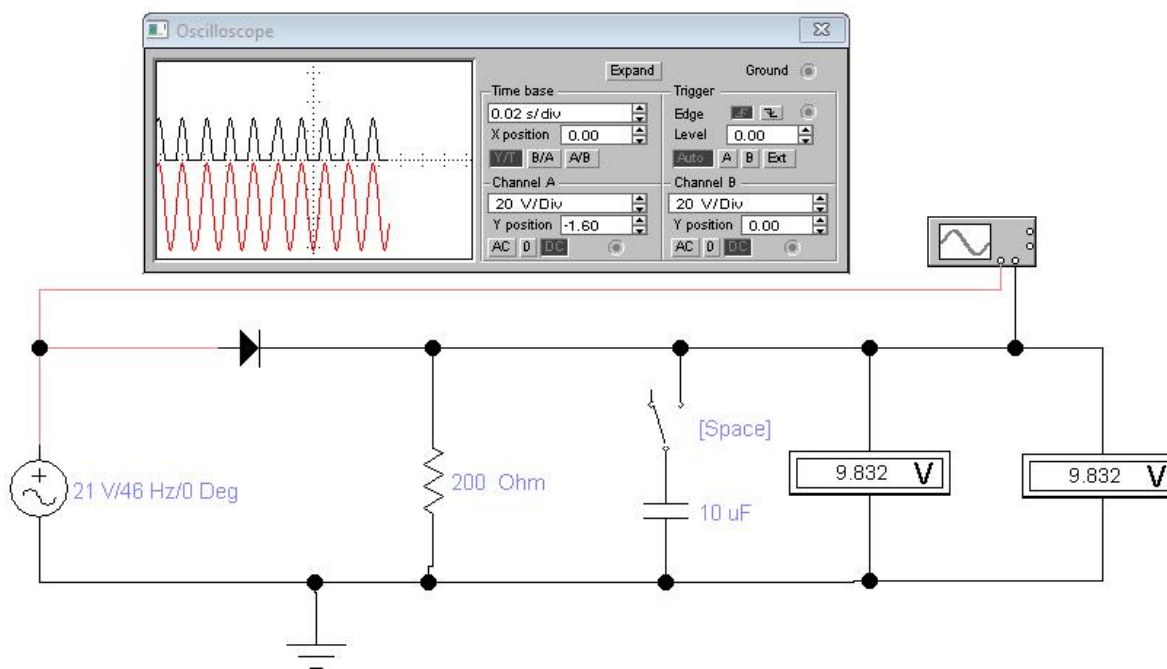 Oscilloscope
Expand
Ground
Time base
0.02 s/div
X position 0.00
Y/T B/A A/B
Trigger
Edge
Level 0.00
Auto A B Ext
Channel A
20 V/Div
Y position -1.60
AC 0 DC
Channel B
20 V/Div
Y position 0.00
AC 0 DC
[Space]
21 V/46 Hz/0 Deg
200 Ohm
10 uF
9.832 V
9.832 V
+